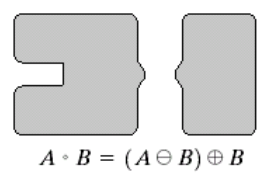 A ∘ B = (A ⊖ B) ⊕ B